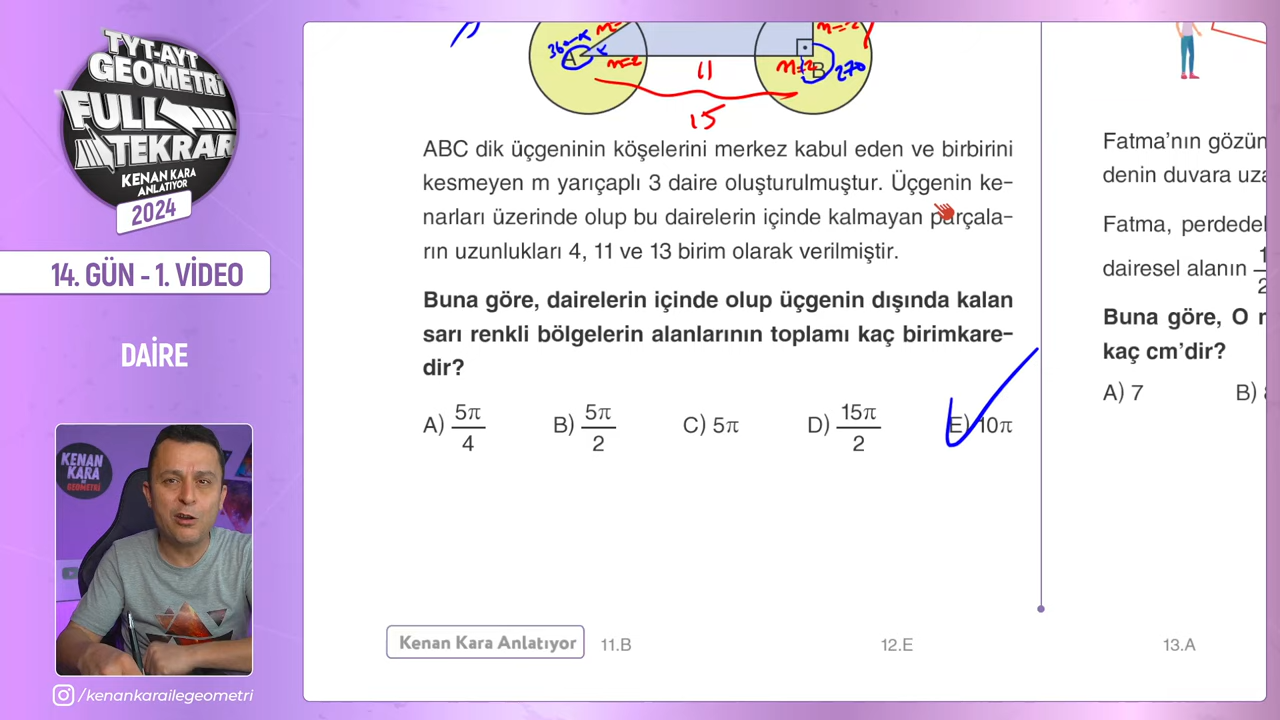 TYT-AYT
GEOMETRİ
FULL
TEKRAR
KENAN KARA
ANLATIYOR
2024
14. GÜN - 1. VİDEO
DAİRE
KENAN
KARA
GEOMETRİ
/kenankarailegeometri
360-x
x
A
m=2
11
m=2
B
270
15
ABC dik üçgeninin köşelerini merkez kabul eden ve birbirini
kesmeyen m yarıçaplı 3 daire oluşturulmuştur. Üçgenin ke-
narları üzerinde olup bu dairelerin içinde kalmayan parçala-
rın uzunlukları 4, 11 ve 13 birim olarak verilmiştir.
Buna göre, dairelerin içinde olup üçgenin dışında kalan
sarı renkli bölgelerin alanlarının toplamı kaç birimkare-
dir?
A) 5π/4 B) 5π/2 C) 5π D) 15π/2 E) 10π
Fatma'nın gözün
denin duvara uza
Fatma, perdedel
dairesel alanın
Buna göre, O n
kaç cm'dir?
A) 7 B)
Kenan Kara Anlatıyor 11.B 12.E 13.A